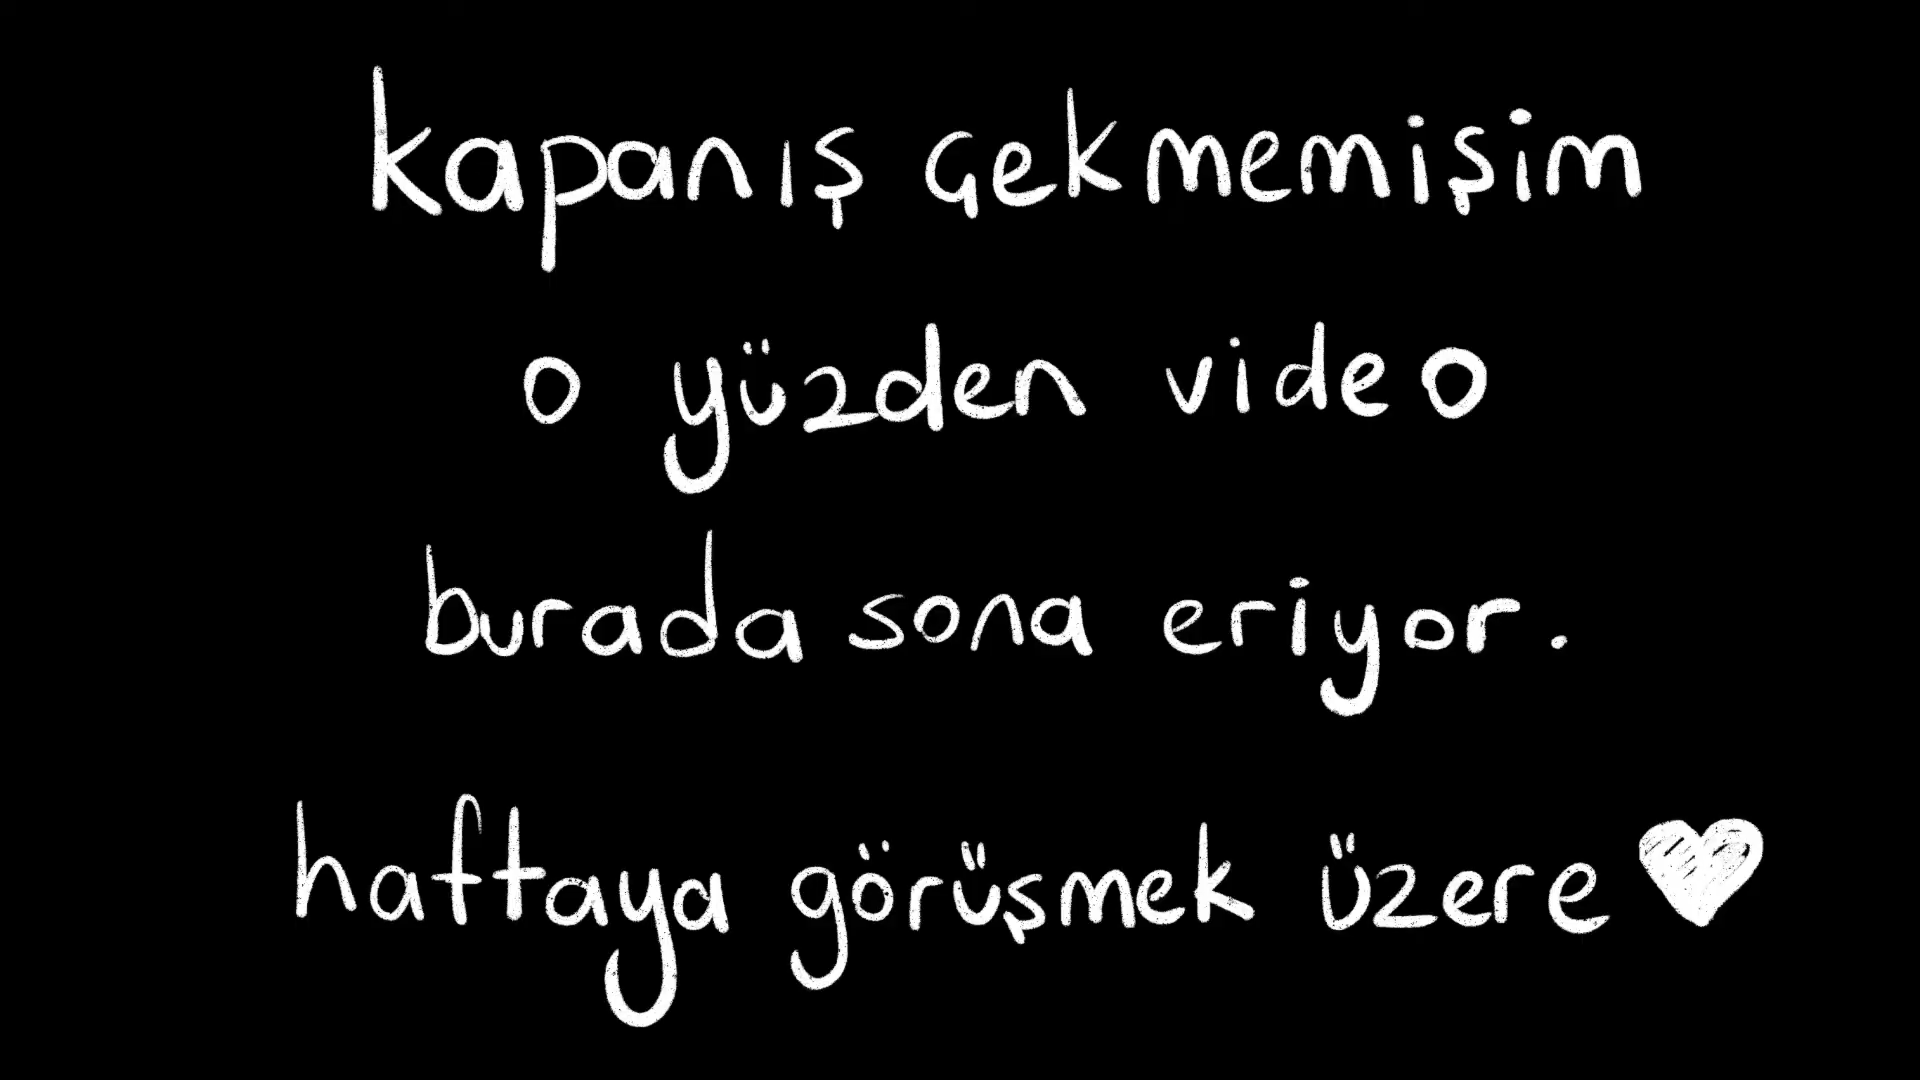 kapanış çekmemişim
o yüzden video
burada sona eriyor.
haftaya görüşmek üzere